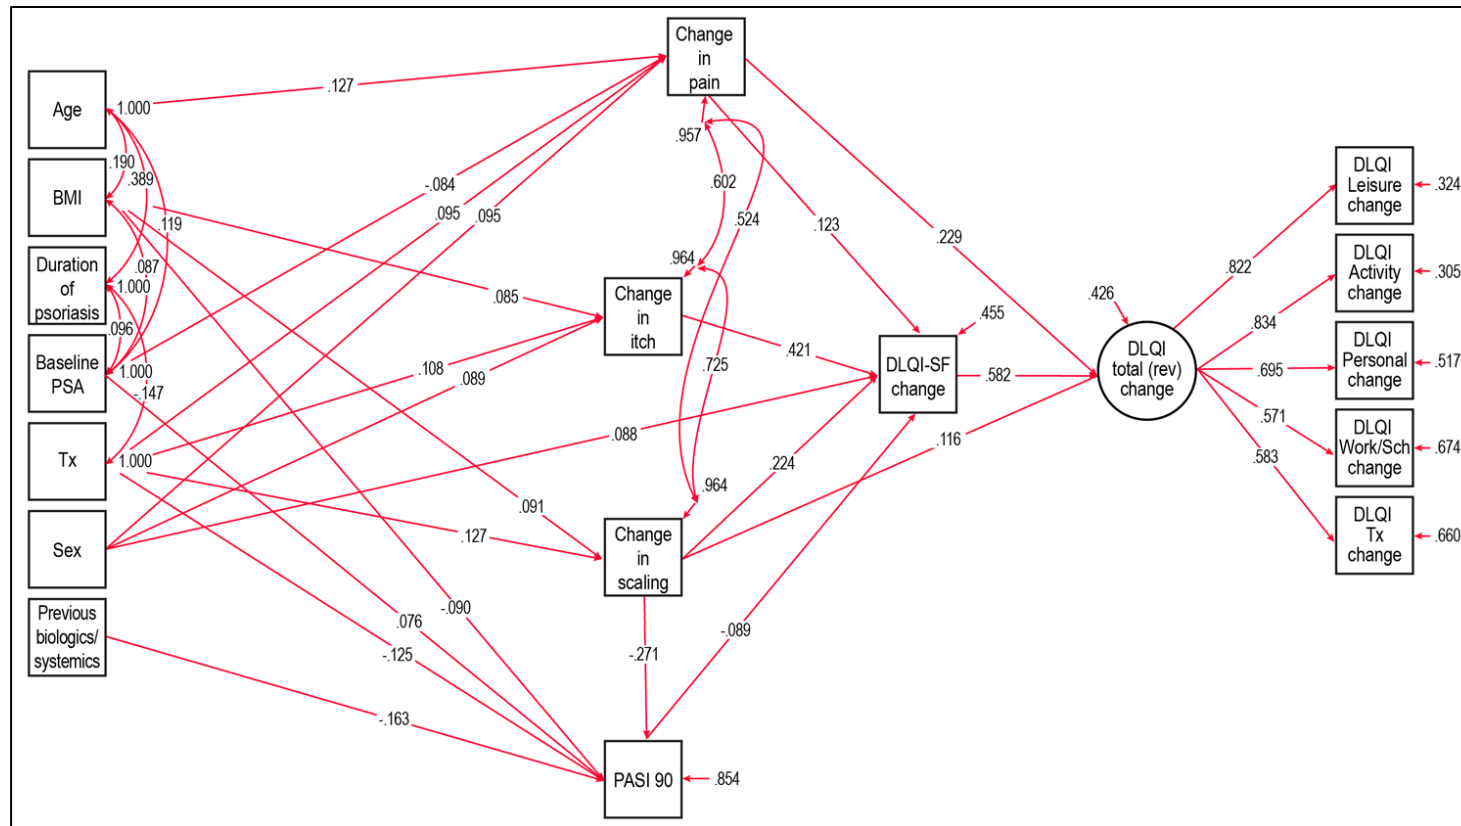 Change
in
pain
Age
1.000
.127
.957
.190
.389
BMI
-.084
.602
DLQI
Leisure
change
.324
.119
.095
.095
.524
.123
.229
Duration
of
psoriasis
.087
1.000
.964
.822
DLQI
Activity
change
.305
.085
Change
in
itch
.426
.096
.455
.834
Baseline
PSA
1.000
-.147
.108
.089
.421
.725
DLQI-SF
change
.582
DLQI
total (rev)
change
.695
DLQI
Personal
change
.517
Tx
1.000
.088
.116
.571
.583
DLQI
Work/Sch
change
.674
.224
.964
.091
Sex
.127
Change
in
scaling
DLQI
Tx
change
.660
Previous
biologics/
systemics
-.090
.076
-.125
-.089
-.271
-.163
PASI 90
.854